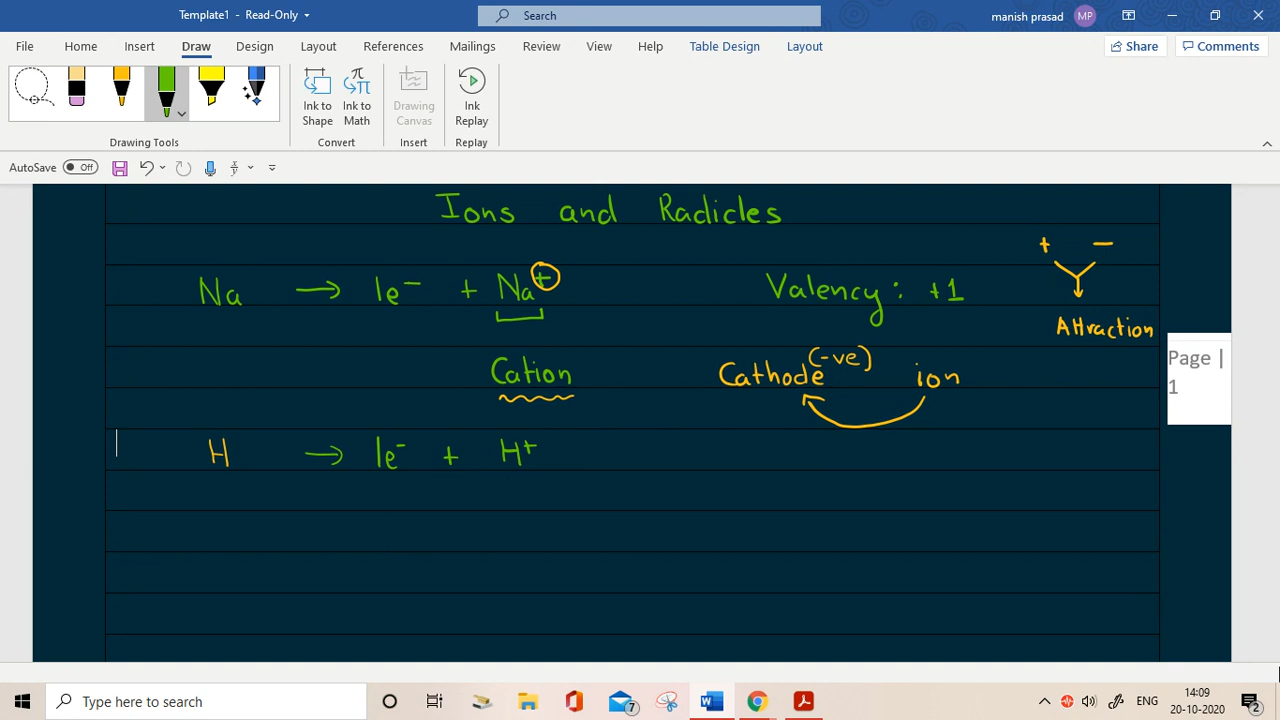 Template1 - Read-Only
Search
manish prasad MP
File Home Insert Draw Design Layout References Mailings Review View Help Table Design Layout Share Comments
Ink to Shape
Ink to Math
Drawing Canvas
Ink Replay
Drawing Tools Convert Insert Replay
AutoSave Off
Ions and Radicles
+ −
Na → 1e⁻ + Na⁺ Valency: +1
Attraction
Cation Cathode (-ve) ion
Page | 1
H → 1e⁻ + H⁺
Type here to search
7
W
ENG
14:09
20-10-2020
2